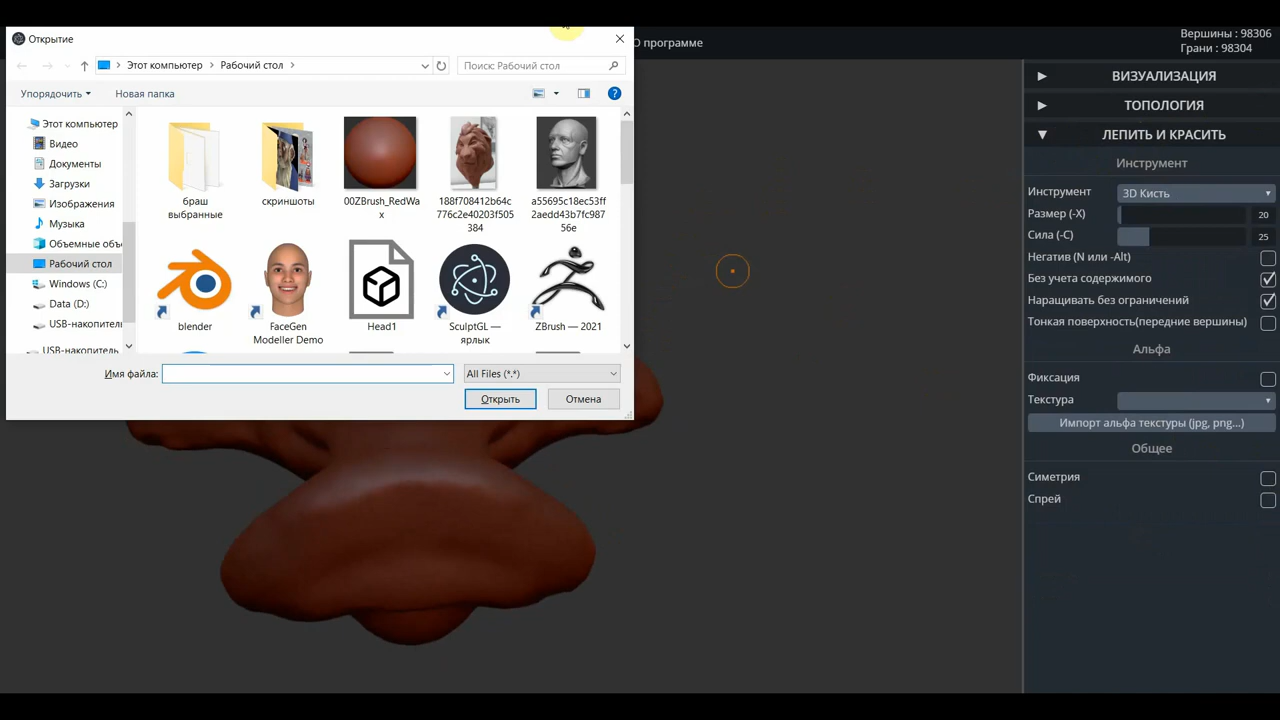 Открытие
Этот компьютер
Рабочий стол
Поиск: Рабочий стол
Упорядочить
Новая папка
Этот компьютер
Видео
Документы
Загрузки
Изображения
Музыка
Объемные объ
Рабочий стол
Windows (C:)
Data (D:)
USB-накопитель
USB-накопитель
браш
выбранные
скриншоты
00ZBrush_RedWa
x
188f708412b64c
776c2e40203f505
384
a55695c18ec53ff
2aedd43b7fc987
56e
blender
FaceGen
Modeller Demo
Head1
SculptGL —
ярлык
ZBrush — 2021
Имя файла:
All Files (*.*)
Открыть
Отмена
О программе
Вершины : 98306
Грани : 98304
ВИЗУАЛИЗАЦИЯ
ТОПОЛОГИЯ
ЛЕПИТЬ И КРАСИТЬ
Инструмент
Инструмент
3D Кисть
Размер (-X)
20
Сила (-C)
25
Негатив (N или -Alt)
Без учета содержимого
Наращивать без ограничений
Тонкая поверхность(передние вершины)
Альфа
Фиксация
Текстура
Импорт альфа текстуры (jpg, png...)
Общее
Симетрия
Спрей